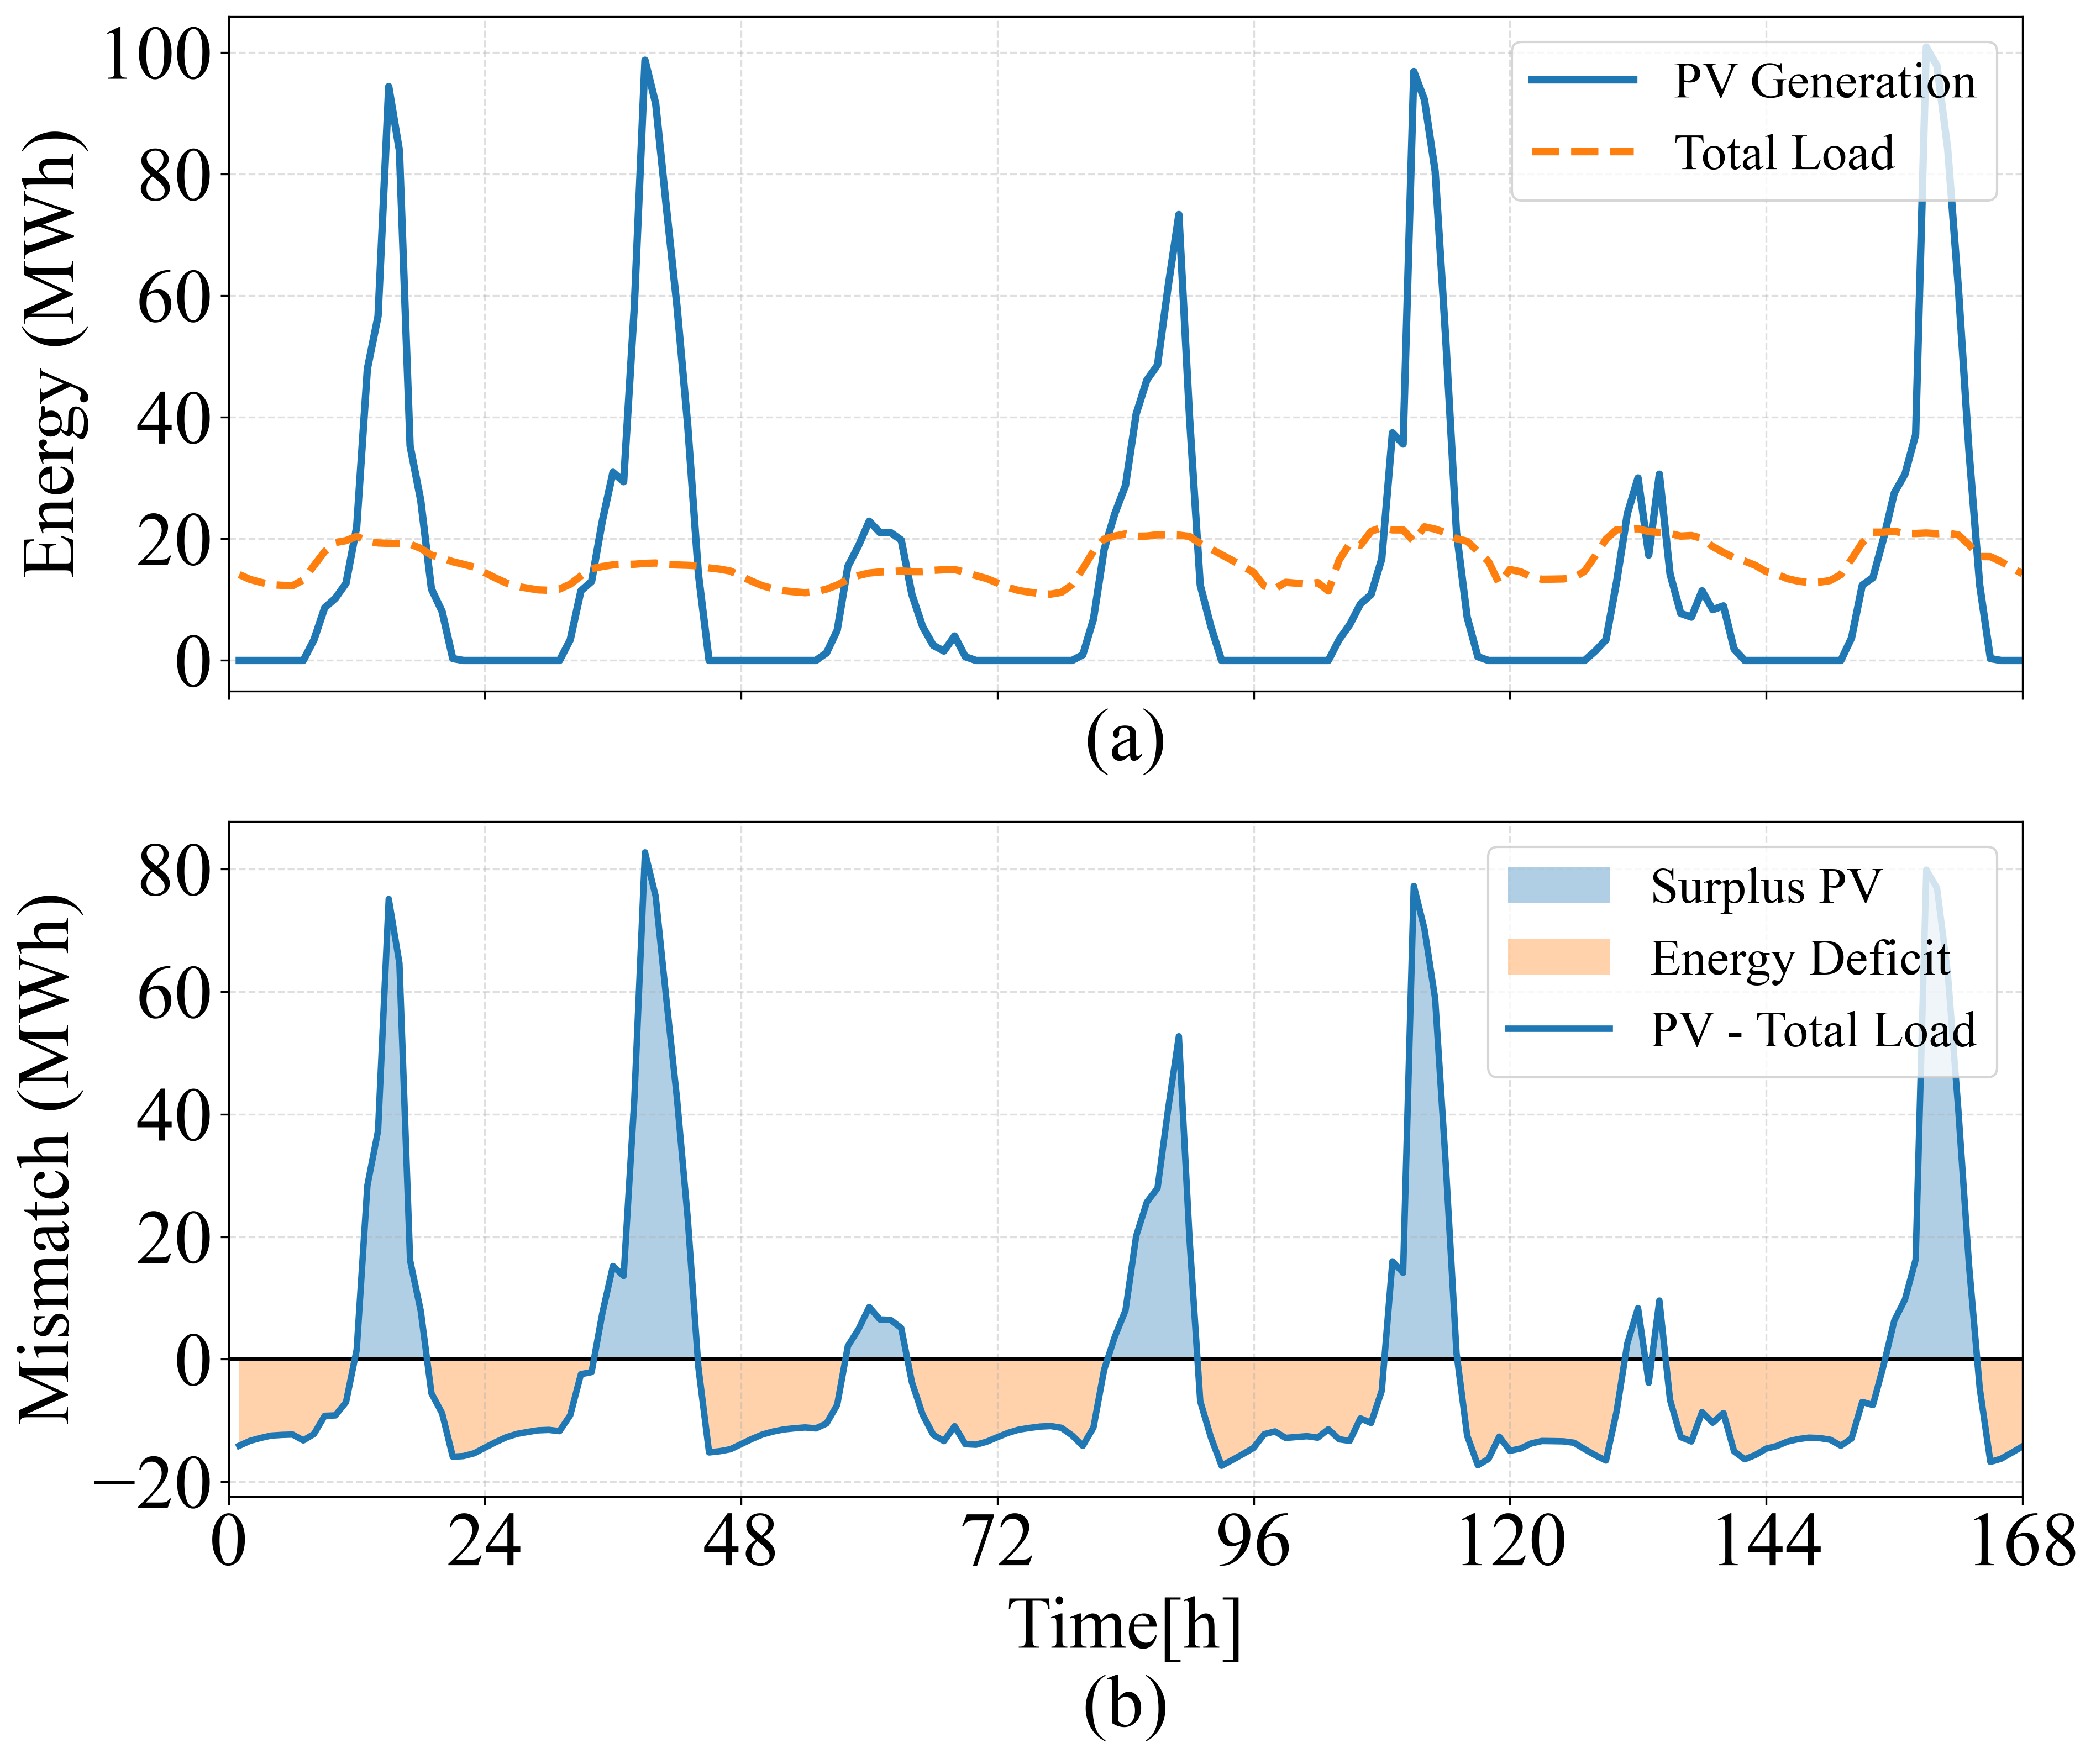 Energy (MWh)
100
80
60
40
20
0
PV Generation
Total Load
(a)
Mismatch (MWh)
80
60
40
20
0
−20
Surplus PV
Energy Deficit
PV - Total Load
0 24 48 72 96 120 144 168
Time[h]
(b)